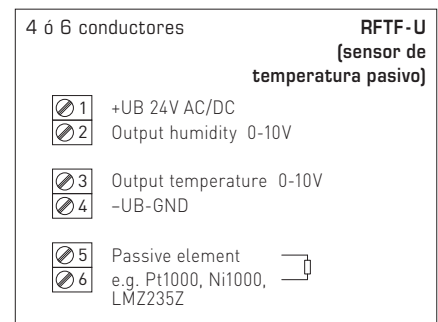 4 ó 6 conductores RFTF-U
(sensor de
temperatura pasivo)
1 +UB 24V AC/DC
2 Output humidity 0-10V
3 Output temperature 0-10V
4 –UB-GND
5 Passive element
6 e.g. Pt1000, Ni1000,
LMZ235Z